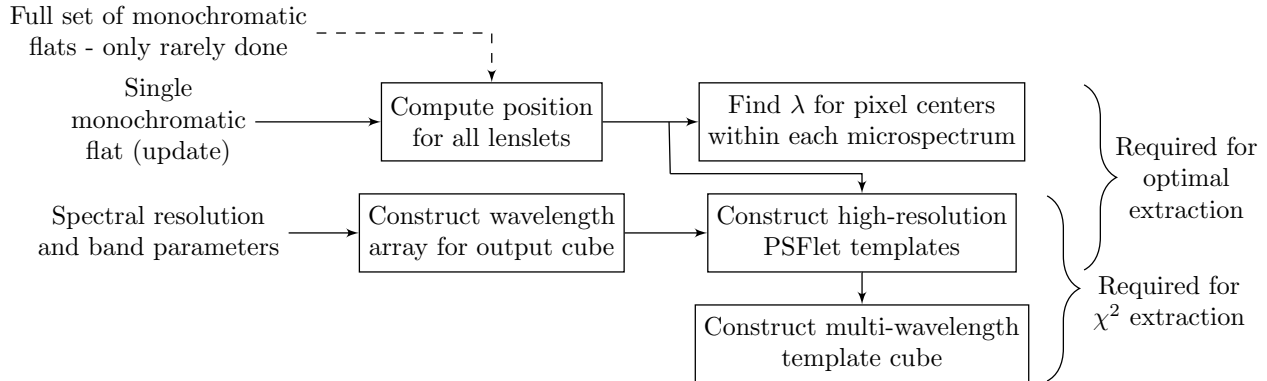 Full set of monochromatic
flats - only rarely done
Single
monochromatic
flat (update)
Compute position
for all lenslets
Find λ for pixel centers
within each microspectrum
Required for
optimal
extraction
Spectral resolution
and band parameters
Construct wavelength
array for output cube
Construct high-resolution
PSFlet templates
Required for
χ² extraction
Construct multi-wavelength
template cube